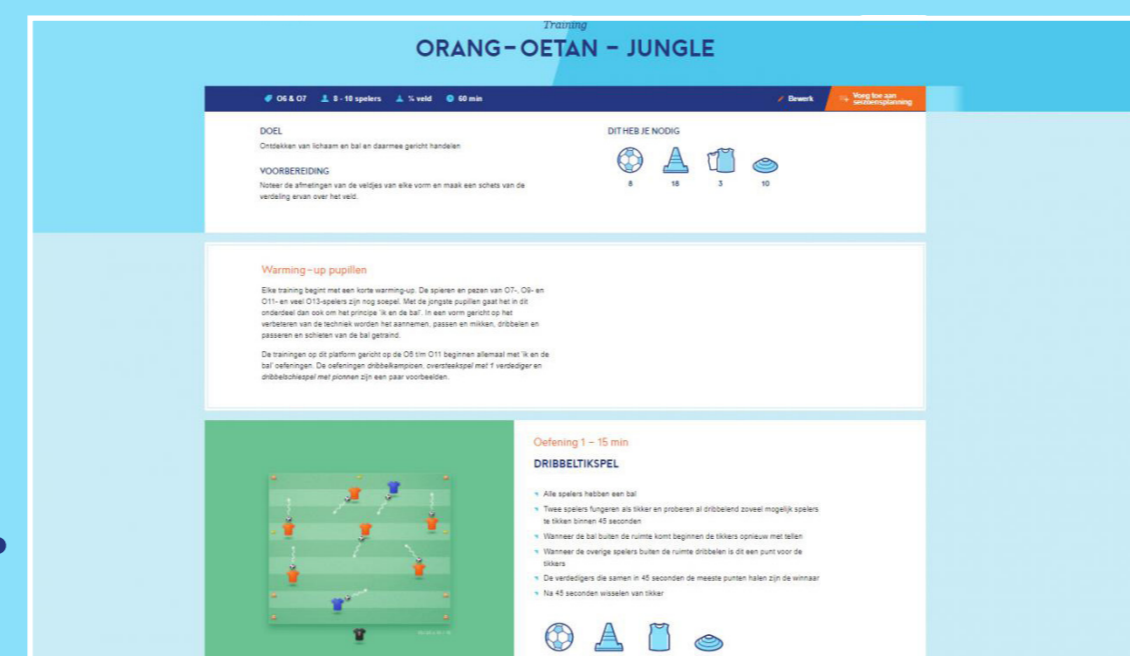 Training
ORANG-OETAN - JUNGLE
O6 & O7 8 - 10 spelers ¼ veld 60 min Bewerk Voeg toe aan
seizoensplanning
DOEL
Ontdekken van lichaam en bal en daarmee gericht handelen
VOORBEREIDING
Noteer de afmetingen van de veldjes van elke vorm en maak een schets van de
verdeling ervan over het veld.
DIT HEB JE NODIG
8 18 3 10
Warming-up pupillen
Elke training begint met een korte warming-up. De spieren en pezen van O7-, O9- en
O11- en veel O13-spelers zijn nog soepel. Met de jongste pupillen gaat het in dit
onderdeel dan ook om het principe 'ik en de bal'. In een vorm gericht op het
verbeteren van de techniek worden het aannemen, passen en mikken, dribbelen en
passeren en schieten van de bal getraind.
De trainingen op dit platform gericht op de O6 t/m O11 beginnen allemaal met 'ik en de
bal' oefeningen. De oefeningen dribbelkampioen, oversteekspel met 1 verdediger en
dribbelschiespel met pionnen zijn een paar voorbeelden.
Oefening 1 - 15 min
DRIBBELTIKSPEL
Alle spelers hebben een bal
Twee spelers fungeren als tikker en proberen al dribbelend zoveel mogelijk spelers
te tikken binnen 45 seconden
Wanneer de bal buiten de ruimte komt beginnen de tikkers opnieuw met tellen
Wanneer de overige spelers buiten de ruimte dribbelen is dit een punt voor de
tikkers
De verdedigers die samen in 45 seconden de meeste punten halen zijn de winnaar
Na 45 seconden wisselen van tikker